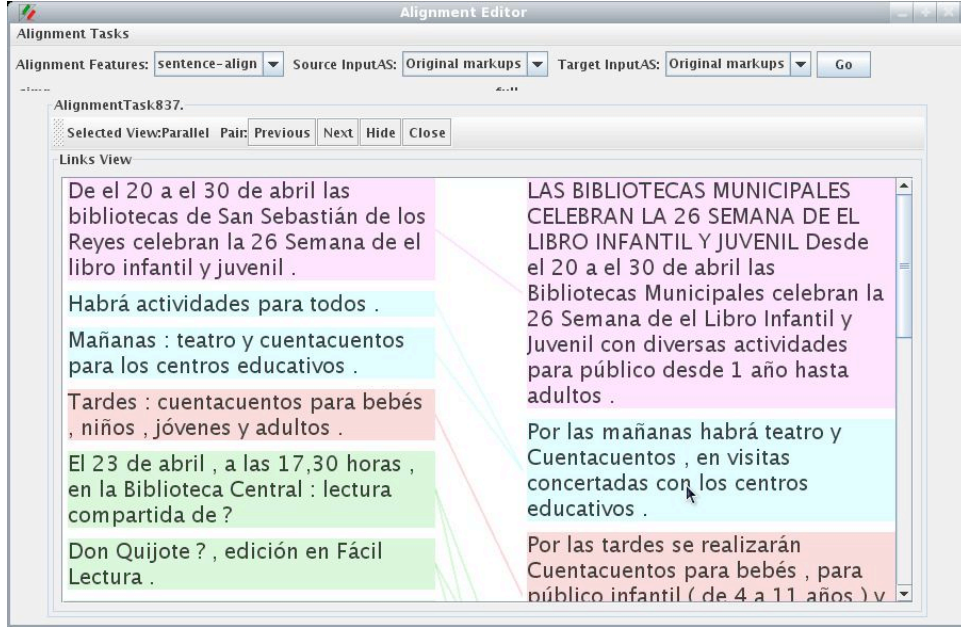 Alignment Editor
Alignment Tasks
Alignment Features: sentence-align Source InputAS: Original markups Target InputAS: Original markups Go
AlignmentTask837.
Selected View:Parallel Pair: Previous Next Hide Close
Links View
De el 20 a el 30 de abril las
bibliotecas de San Sebastián de los
Reyes celebran la 26 Semana de el
libro infantil y juvenil .
Habrá actividades para todos .
Mañanas : teatro y cuentacuentos
para los centros educativos .
Tardes : cuentacuentos para bebés
, niños , jóvenes y adultos .
El 23 de abril , a las 17,30 horas ,
en la Biblioteca Central : lectura
compartida de ?
Don Quijote ? , edición en Fácil
Lectura .
LAS BIBLIOTECAS MUNICIPALES
CELEBRAN LA 26 SEMANA DE EL
LIBRO INFANTIL Y JUVENIL Desde
el 20 a el 30 de abril las
Bibliotecas Municipales celebran la
26 Semana de el Libro Infantil y
Juvenil con diversas actividades
para público desde 1 año hasta
adultos .
Por las mañanas habrá teatro y
Cuentacuentos , en visitas
concertadas con los centros
educativos .
Por las tardes se realizarán
Cuentacuentos para bebés , para
público infantil ( de 4 a 11 años ) y